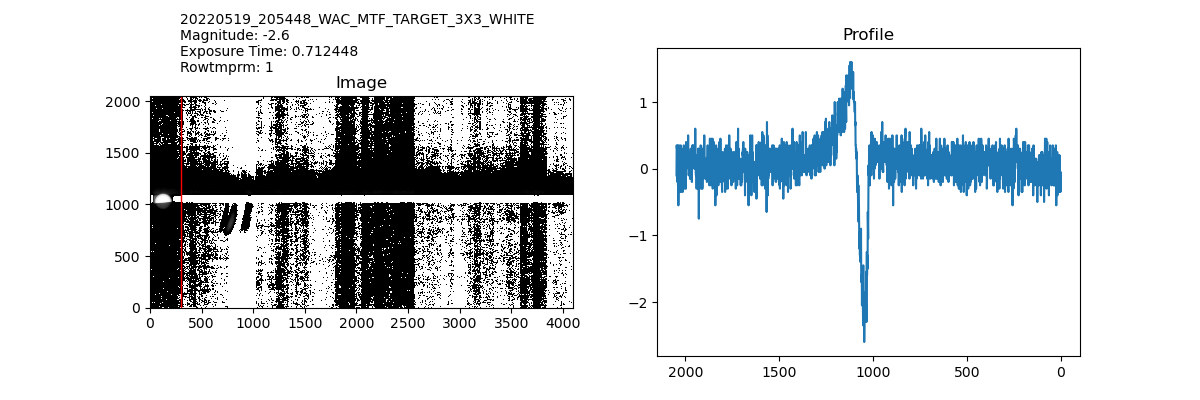 20220519_205448_WAC_MTF_TARGET_3X3_WHITE
Magnitude: -2.6
Exposure Time: 0.712448
Rowtmprm: 1
Image
2000
1500
1000
500
0
0 500 1000 1500 2000 2500 3000 3500 4000
Profile
1
0
−1
−2
2000 1500 1000 500 0